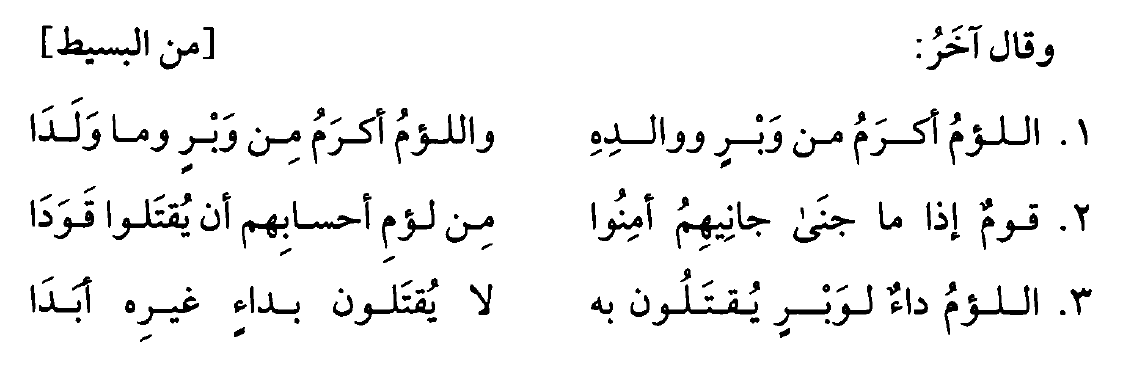 وقال آخَرُ: [من البسيط]
١. اللؤمُ أكرَمُ من وَبْرٍ ووالدِهِ واللؤمُ أكرَمُ مِن وَبْرٍ وما وَلَدَا
٢. قومٌ إذا ما جنَىٰ جانِيهِمُ أمِنُوا مِن لؤمِ أحسابِهم أن يُقتَلوا قَوَدَا
٣. اللؤمُ داءٌ لوَبْرٍ يُقتَلُون به لا يُقتَلون بداءٍ غيرِه أبَدَا